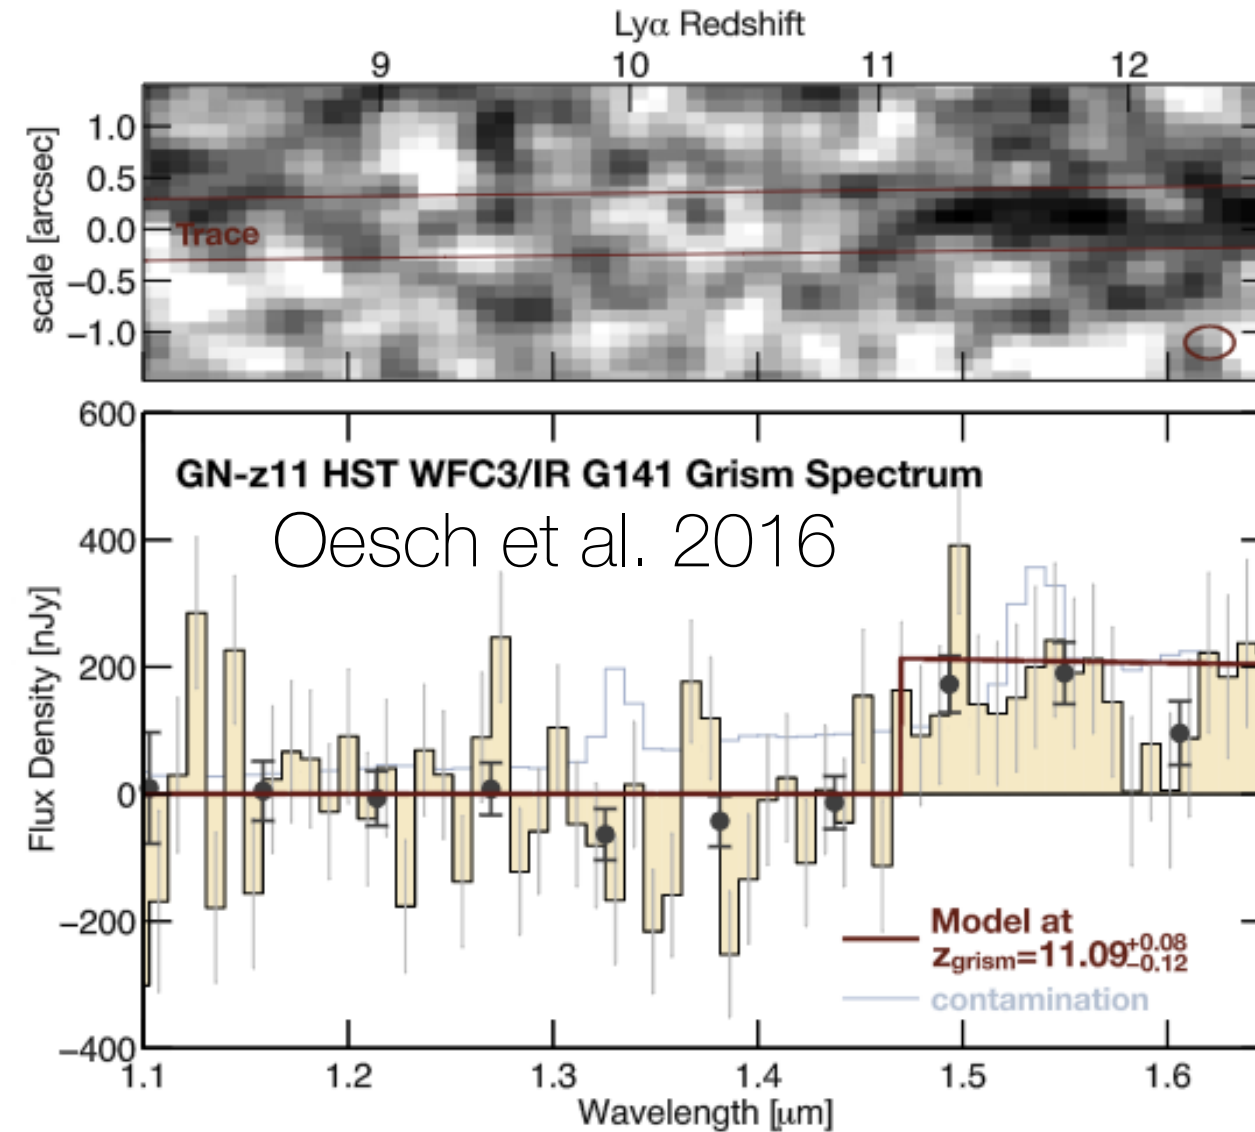 Lyα Redshift
9 10 11 12
scale [arcsec]
1.0
0.5
0.0
−0.5
−1.0
Trace
Flux Density [nJy]
600
400
200
0
−200
−400
GN-z11 HST WFC3/IR G141 Grism Spectrum
Oesch et al. 2016
Model at
z_grism=11.09^{+0.08}_{−0.12}
contamination
1.1 1.2 1.3 1.4 1.5 1.6
Wavelength [μm]